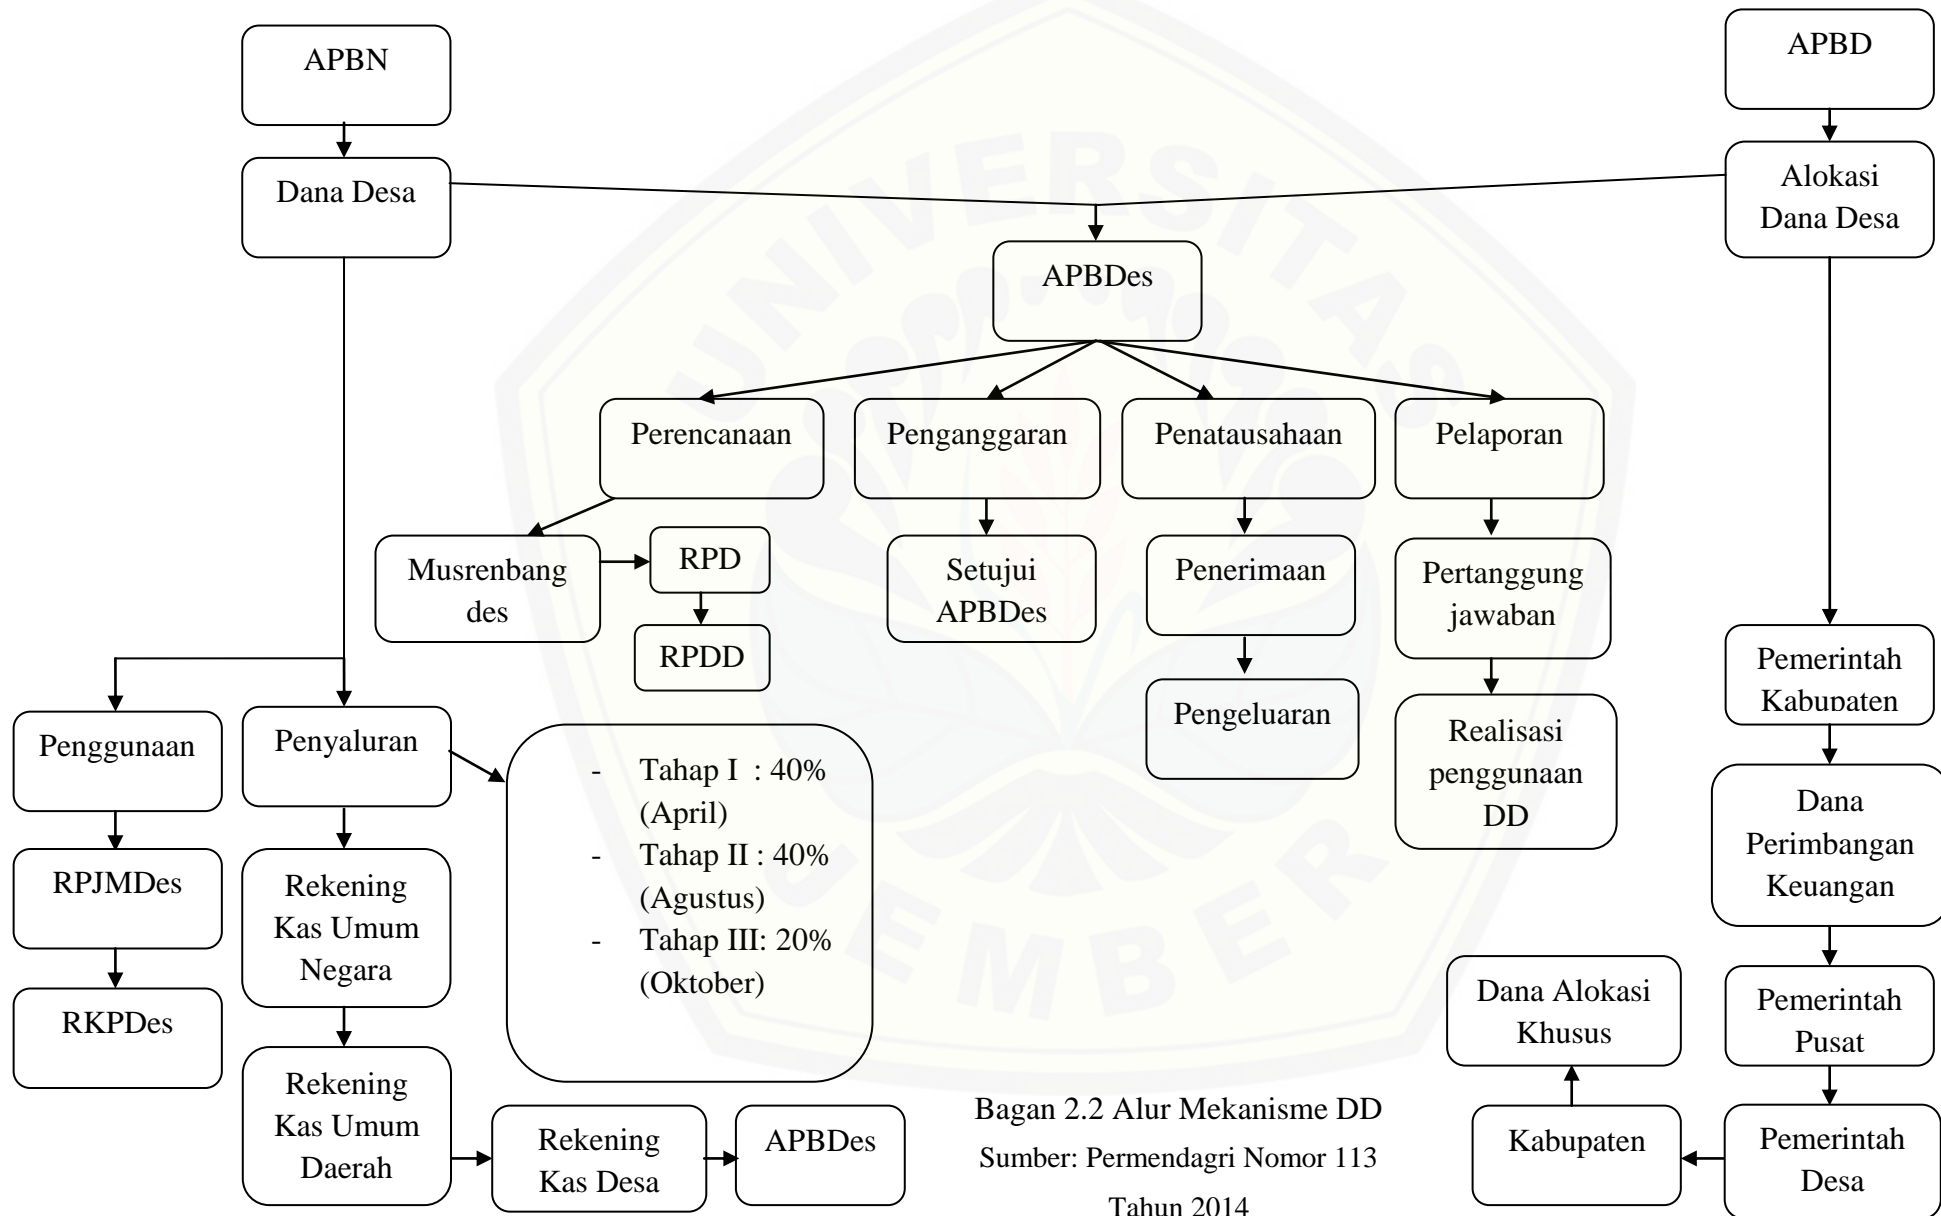 APBN
APBD
Dana Desa
Alokasi
Dana Desa
APBDes
Perencanaan
Penganggaran
Penatausahaan
Pelaporan
Musrenbang
des
RPD
RPDD
Setujui
APBDes
Penerimaan
Pengeluaran
Pertanggung
jawaban
Realisasi
penggunaan
DD
Pemerintah
Kabupaten
Dana
Perimbangan
Keuangan
Pemerintah
Pusat
Pemerintah
Desa
Kabupaten
Dana Alokasi
Khusus
Penggunaan
RPJMDes
RKPDes
Penyaluran
- Tahap I : 40%
(April)
- Tahap II : 40%
(Agustus)
- Tahap III: 20%
(Oktober)
Rekening
Kas Umum
Negara
Rekening
Kas Umum
Daerah
Rekening
Kas Desa
APBDes
Bagan 2.2 Alur Mekanisme DD
Sumber: Permendagri Nomor 113
Tahun 2014
UNIVERSITAS
JEMBER